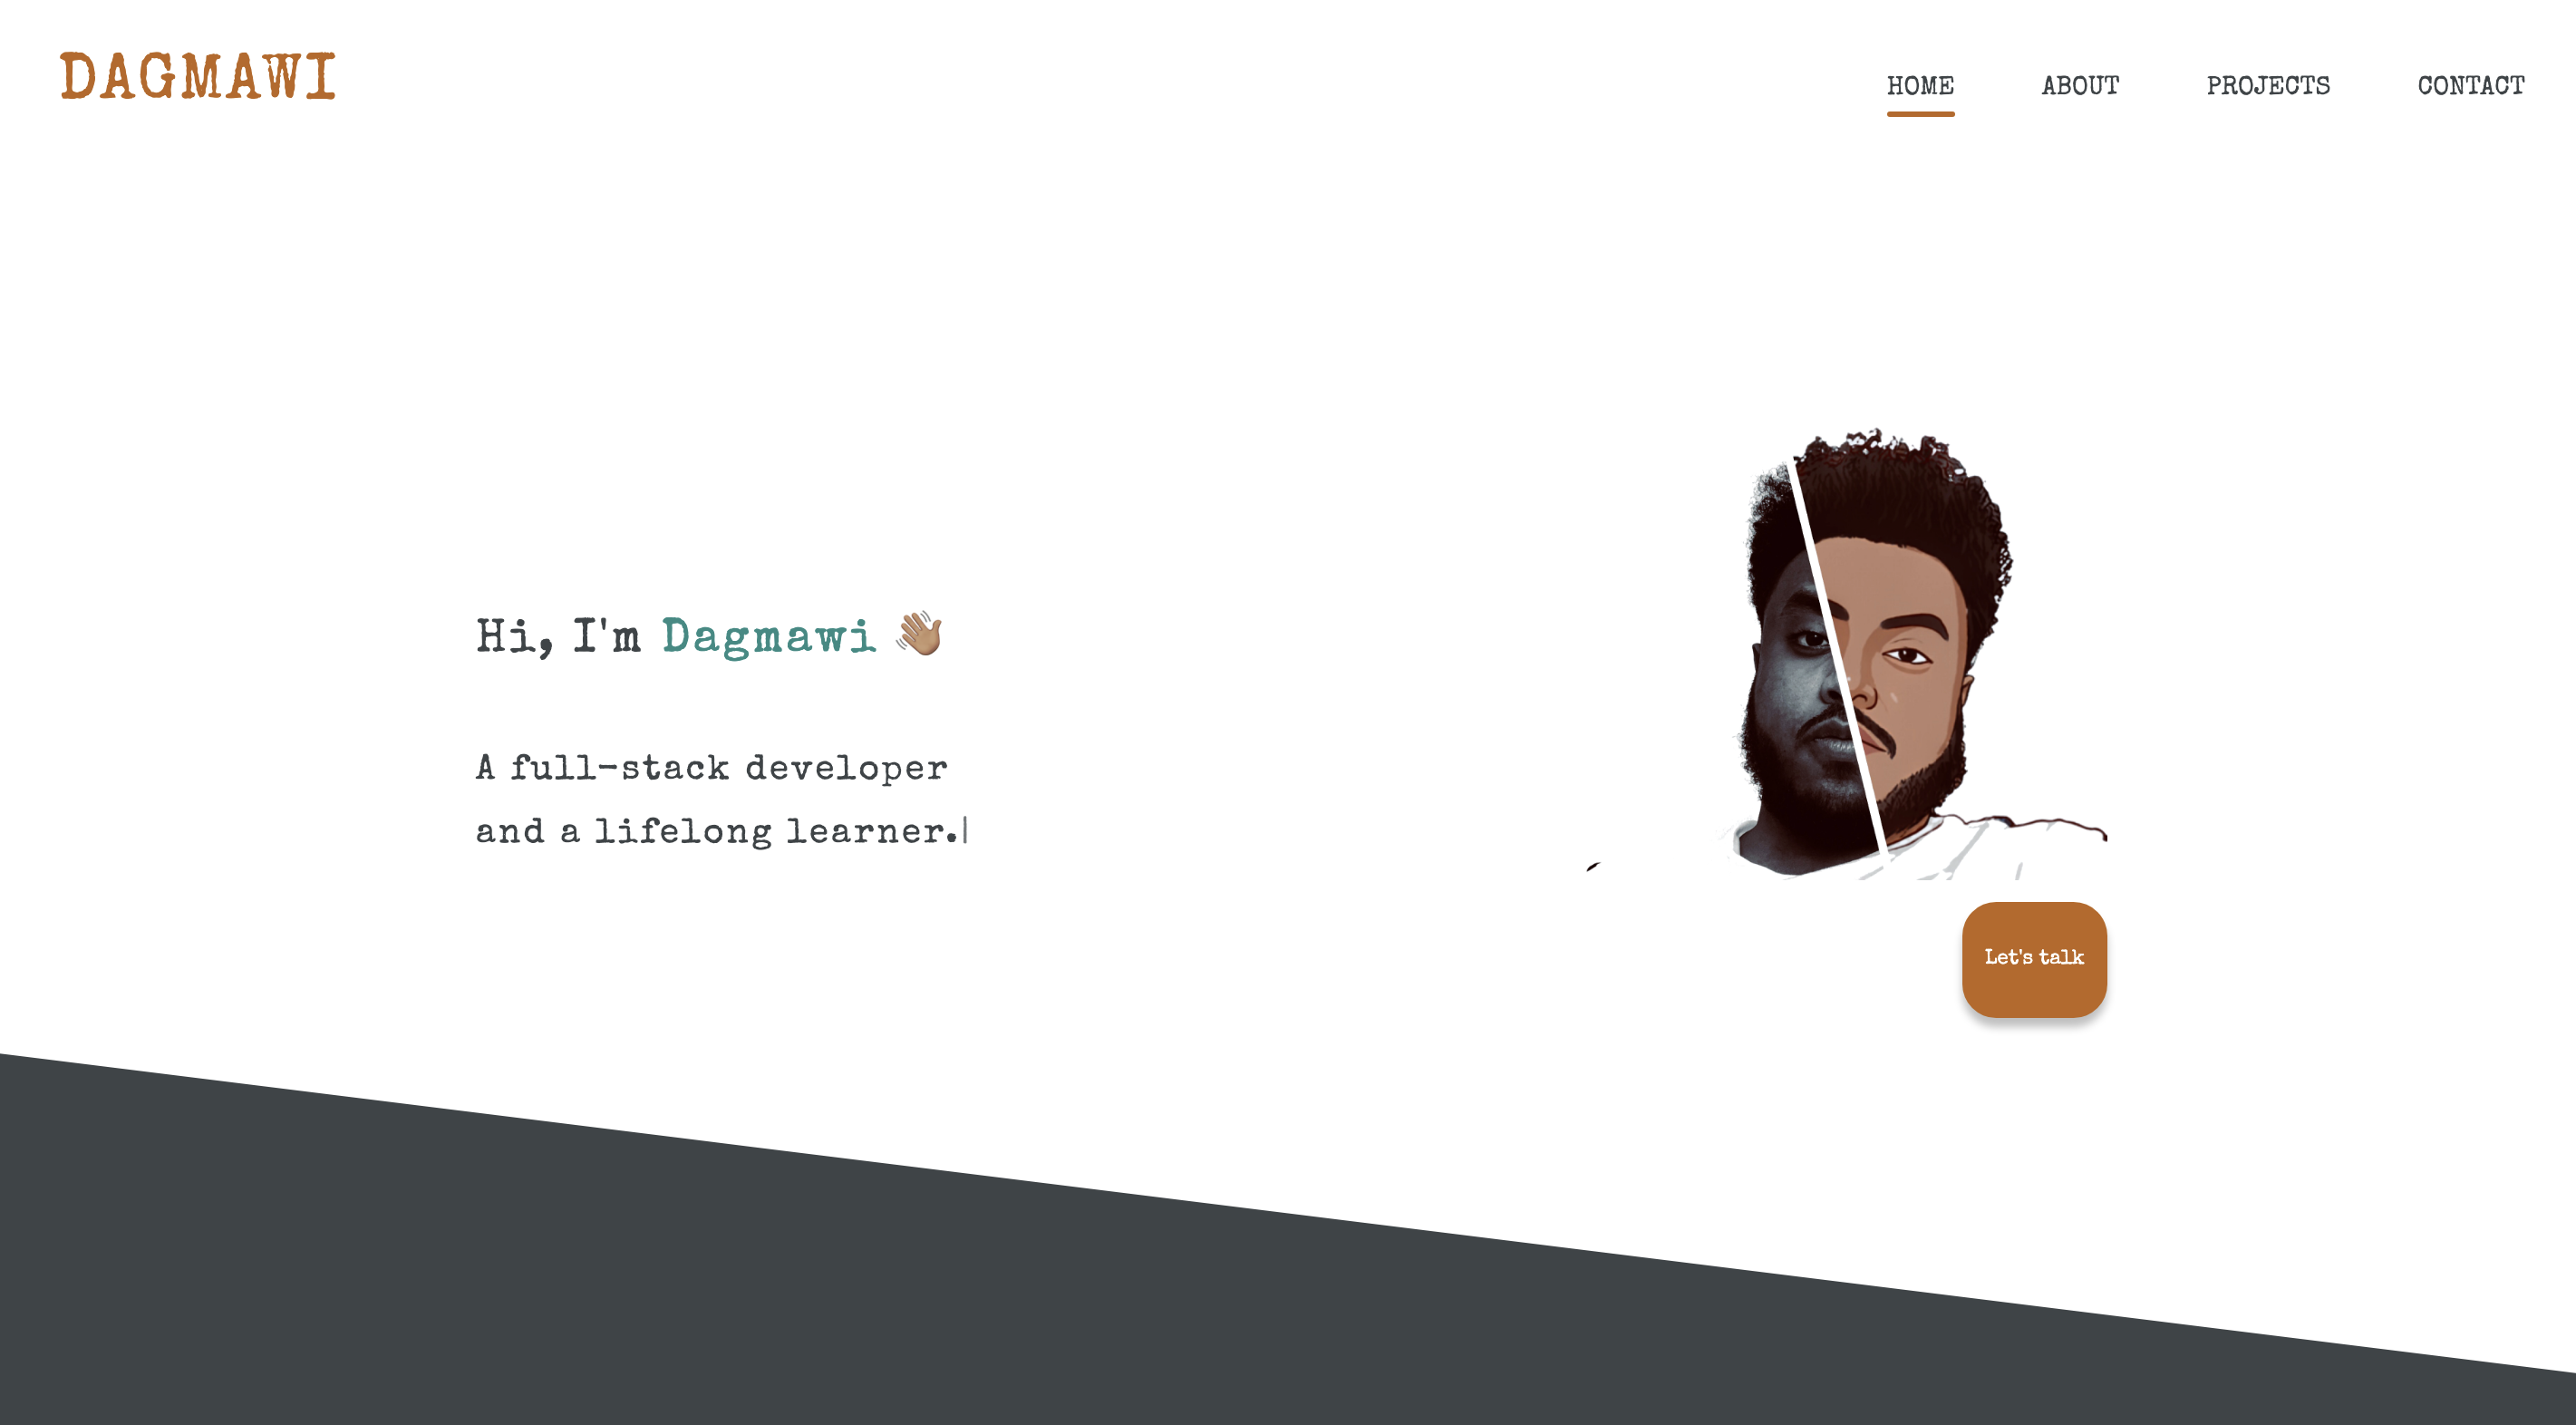 DAGMAWI
HOME ABOUT PROJECTS CONTACT
Hi, I'm Dagmawi 👋🏽
A full-stack developer
and a lifelong learner.|
Let's talk